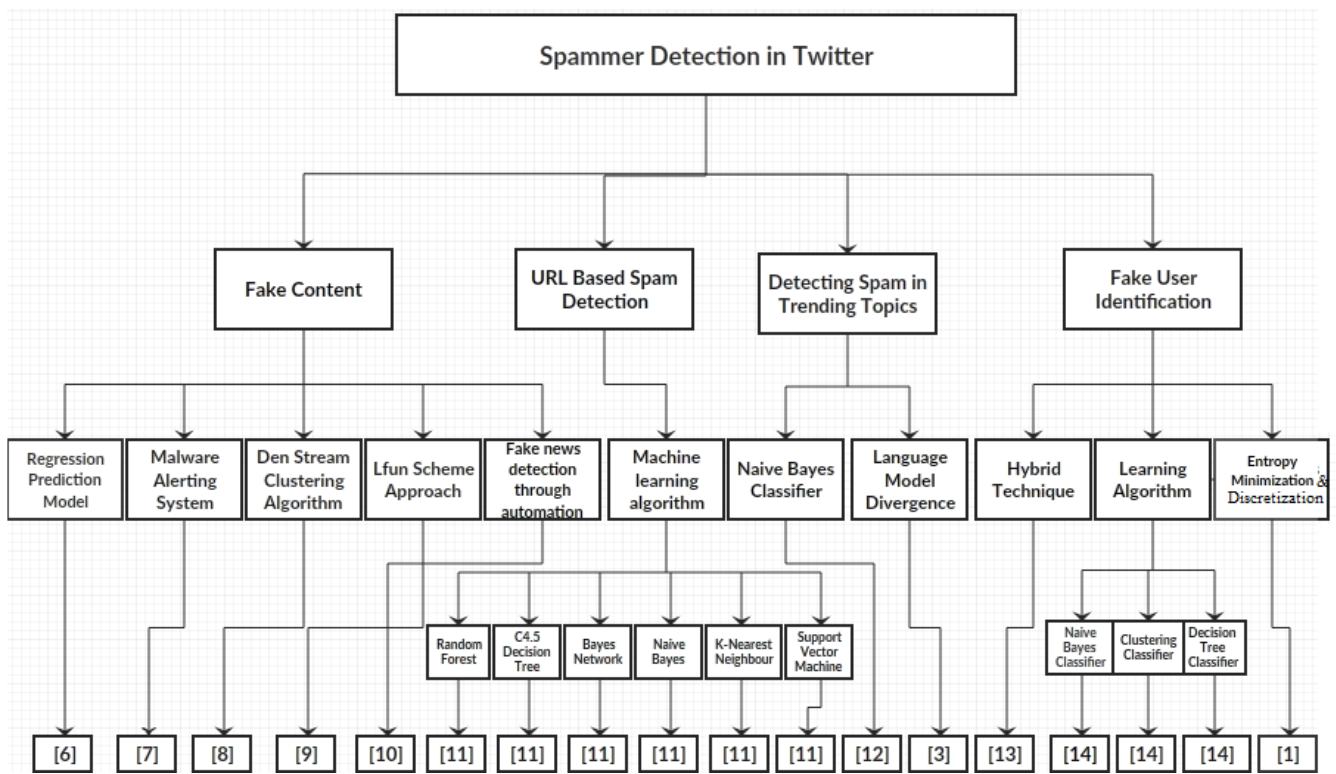 Spammer Detection in Twitter
Fake Content
URL Based Spam
Detection
Detecting Spam in
Trending Topics
Fake User
Identification
Regression
Prediction
Model
Malware
Alerting
System
Den Stream
Clustering
Algorithm
Lfun Scheme
Approach
Fake news
detection
through
automation
Machine
learning
algorithm
Naive Bayes
Classifier
Language
Model
Divergence
Hybrid
Technique
Learning
Algorithm
Entropy
Minimization &
Discretization
Random
Forest
C4.5
Decision
Tree
Bayes
Network
Naive
Bayes
K-Nearest
Neighbour
Support
Vector
Machine
Naive
Bayes
Classifier
Clustering
Classifier
Decision
Tree
Classifier
[6]
[7]
[8]
[9]
[10]
[11]
[11]
[11]
[11]
[11]
[11]
[12]
[3]
[13]
[14]
[14]
[14]
[1]